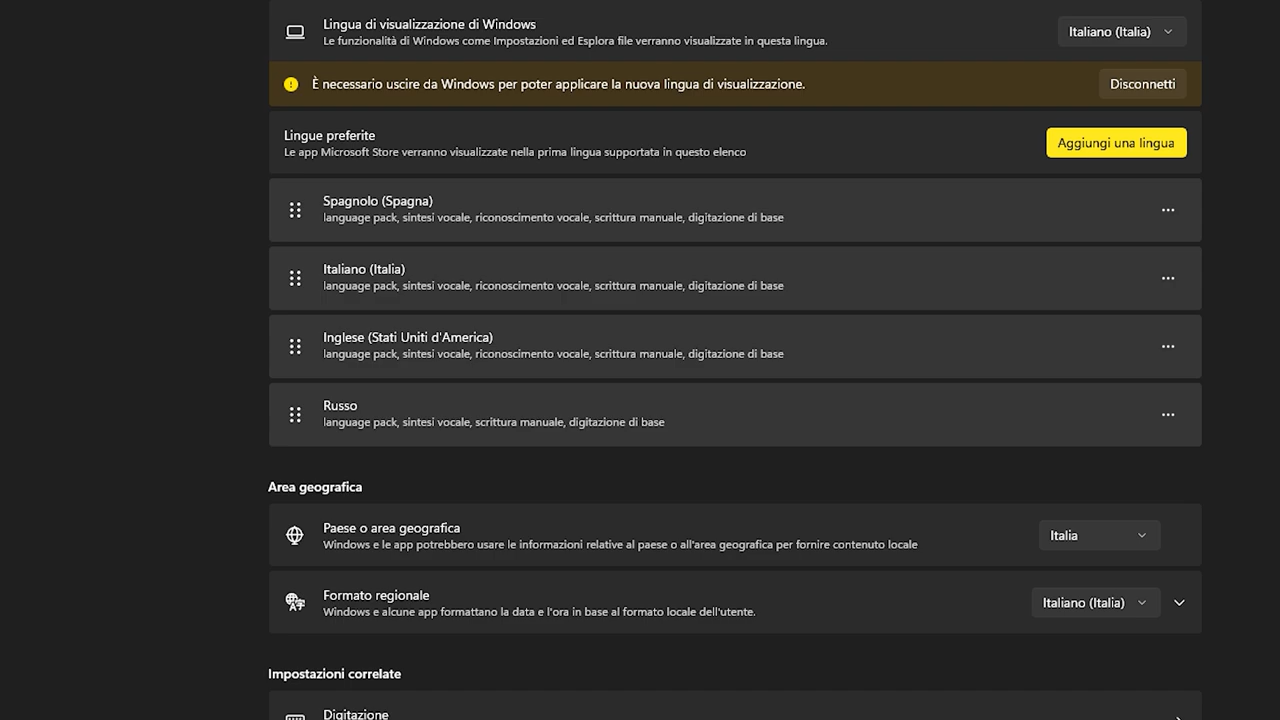 Lingua di visualizzazione di Windows
Le funzionalità di Windows come Impostazioni ed Esplora file verranno visualizzate in questa lingua.
Italiano (Italia)
È necessario uscire da Windows per poter applicare la nuova lingua di visualizzazione.
Disconnetti
Lingue preferite
Le app Microsoft Store verranno visualizzate nella prima lingua supportata in questo elenco
Aggiungi una lingua
Spagnolo (Spagna)
language pack, sintesi vocale, riconoscimento vocale, scrittura manuale, digitazione di base
Italiano (Italia)
language pack, sintesi vocale, riconoscimento vocale, scrittura manuale, digitazione di base
Inglese (Stati Uniti d'America)
language pack, sintesi vocale, riconoscimento vocale, scrittura manuale, digitazione di base
Russo
language pack, sintesi vocale, scrittura manuale, digitazione di base
Area geografica
Paese o area geografica
Windows e le app potrebbero usare le informazioni relative al paese o all'area geografica per fornire contenuto locale
Italia
Formato regionale
Windows e alcune app formattano la data e l'ora in base al formato locale dell'utente.
Italiano (Italia)
Impostazioni correlate
Digitazione